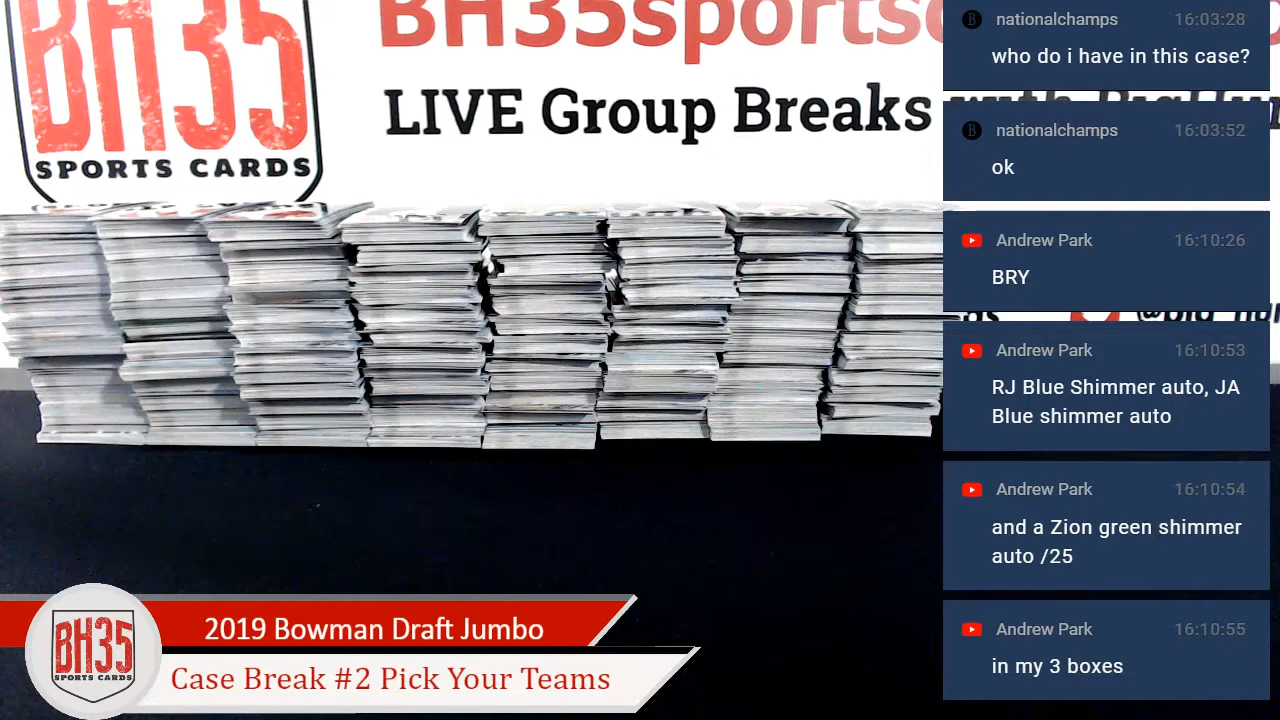 BH35
SPORTS CARDS
BH35sports
LIVE Group Breaks with
nationalchamps 16:03:28
who do i have in this case?
nationalchamps 16:03:52
ok
Andrew Park 16:10:26
BRY
Andrew Park 16:10:53
RJ Blue Shimmer auto, JA
Blue shimmer auto
Andrew Park 16:10:54
and a Zion green shimmer
auto /25
Andrew Park 16:10:55
in my 3 boxes
BH35
SPORTS CARDS
2019 Bowman Draft Jumbo
Case Break #2 Pick Your Teams